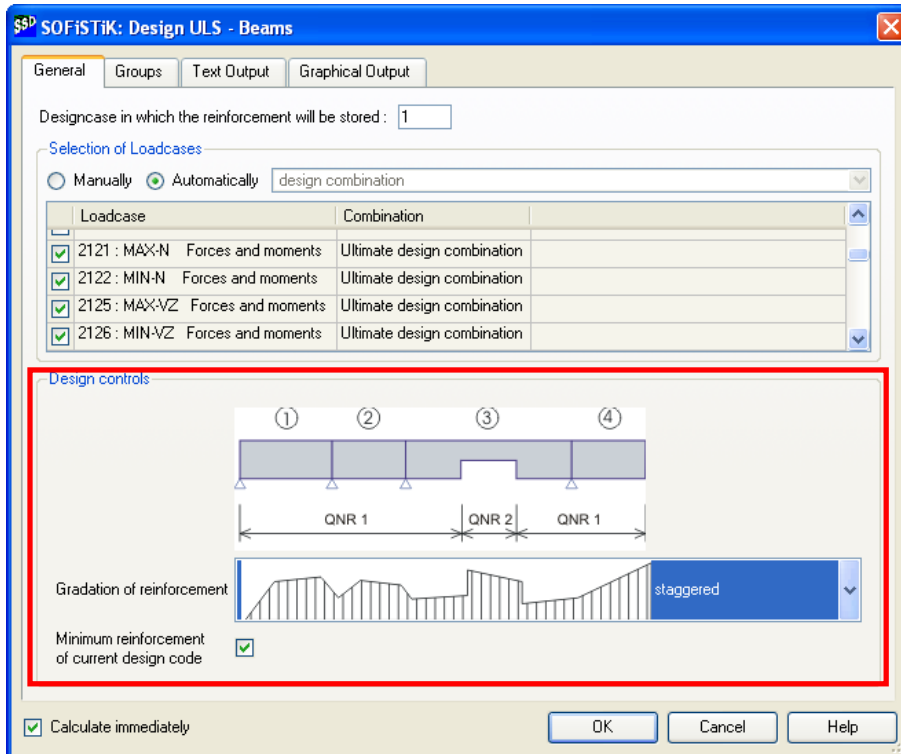 SSD SOFiSTiK: Design ULS - Beams
General Groups Text Output Graphical Output
Designcase in which the reinforcement will be stored : 1
Selection of Loadcases
Manually Automatically design combination
Loadcase Combination
2121 : MAX-N Forces and moments Ultimate design combination
2122 : MIN-N Forces and moments Ultimate design combination
2125 : MAX-VZ Forces and moments Ultimate design combination
2126 : MIN-VZ Forces and moments Ultimate design combination
Design controls
① ② ③ ④
QNR 1 QNR 2 QNR 1
Gradation of reinforcement staggered
Minimum reinforcement
of current design code
Calculate immediately OK Cancel Help